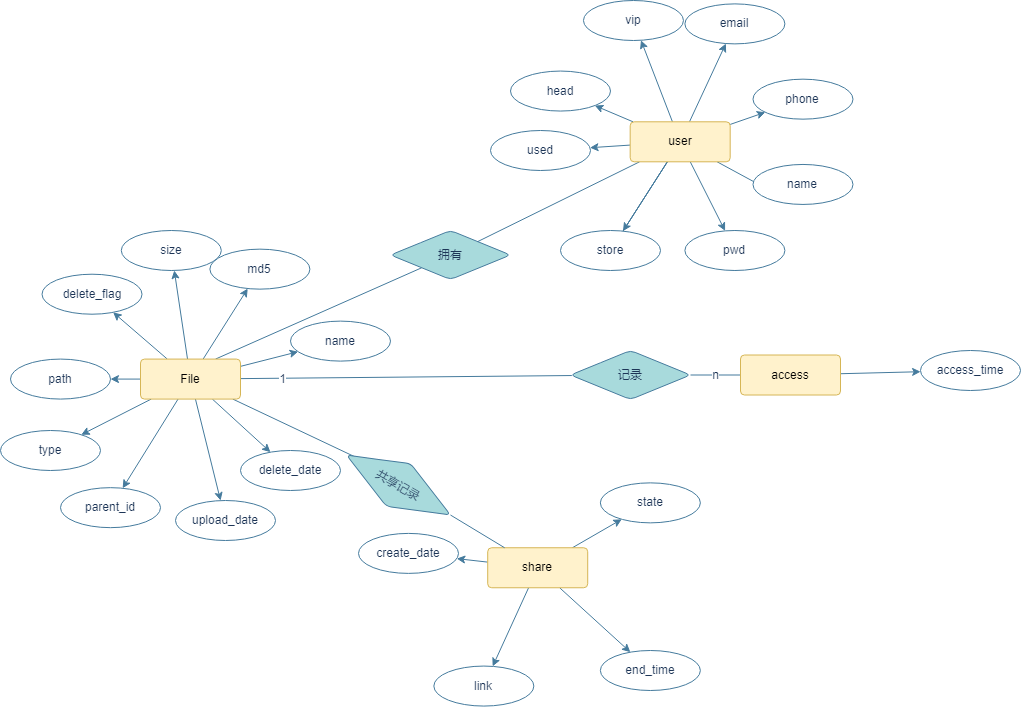 vip
email
head
phone
user
used
name
store
pwd
拥有
size
md5
delete_flag
name
path
File
1
记录
n
access
access_time
type
delete_date
parent_id
upload_date
共享记录
state
create_date
share
link
end_time